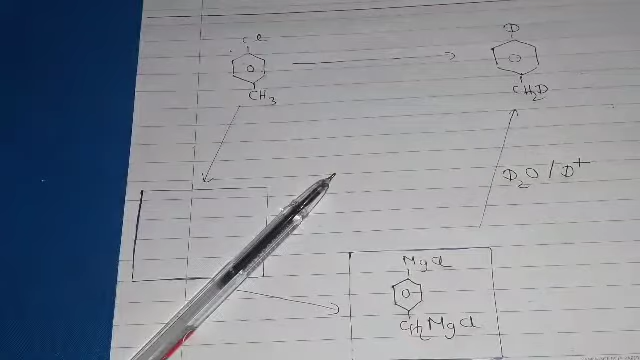 Cl
CH3
D
CH2D
D2O / D+
MgCl
CH2MgCl